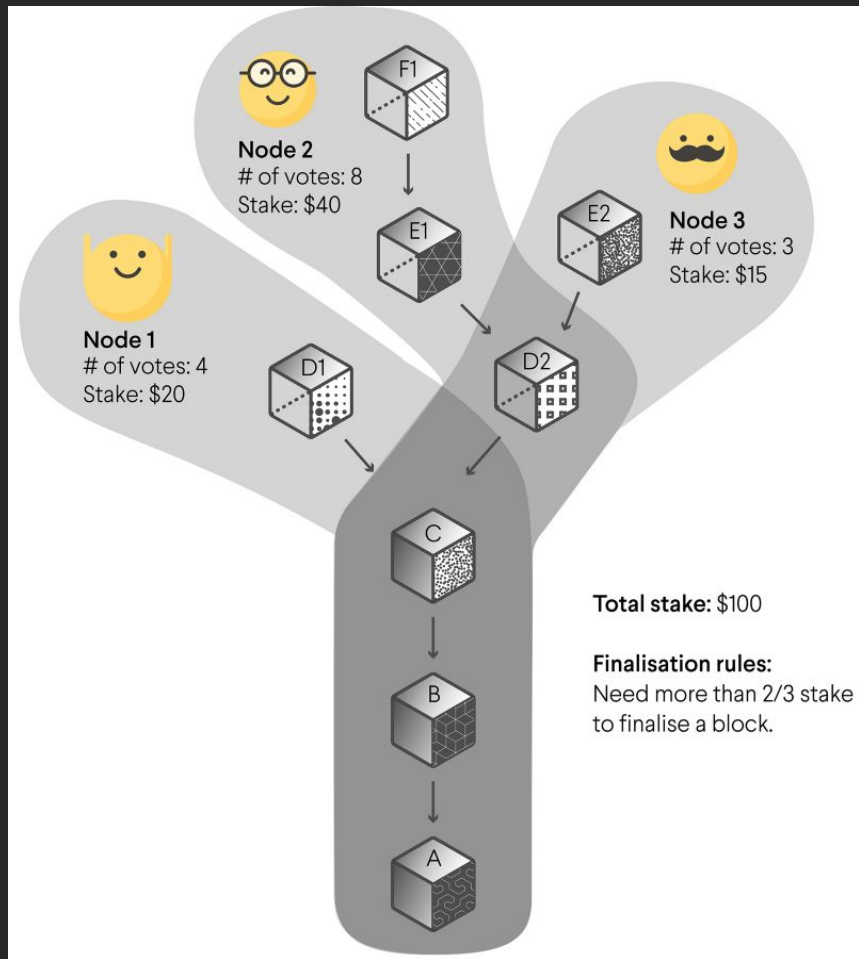 F1
Node 2
# of votes: 8
Stake: $40
E1
E2
Node 3
# of votes: 3
Stake: $15
Node 1
# of votes: 4
Stake: $20
D1
D2
C
Total stake: $100
Finalisation rules:
Need more than 2/3 stake
to finalise a block.
B
A